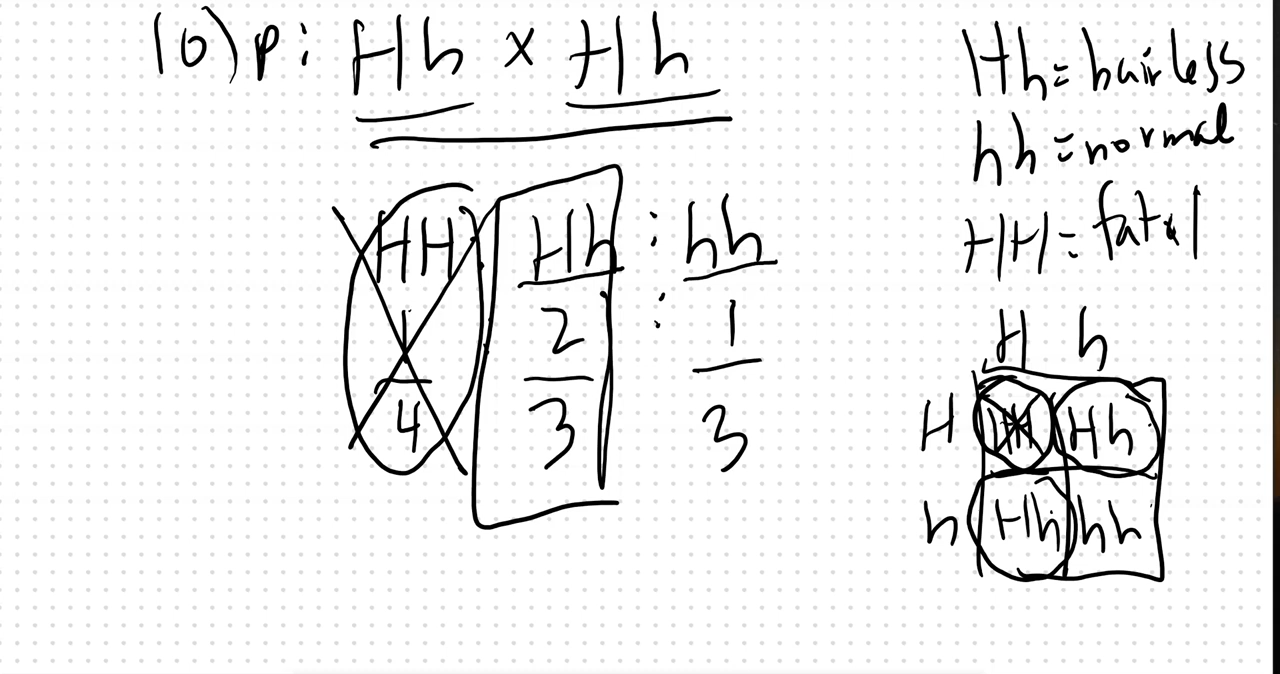 10) P: Hh x Hh
Hh = hairless
hh = normal
HH = fatal
HH Hh : hh
1/4 2/3 : 1/3
H h
H HH Hh
h Hh hh